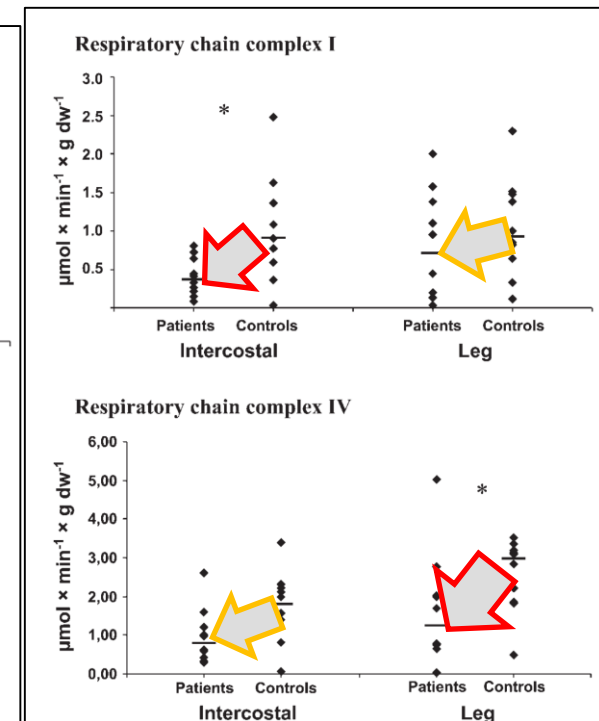 Respiratory chain complex I
µmol × min⁻¹ × g dw⁻¹
3.0
2.5
2.0
1.5
1.0
0.5
*
Patients Controls Patients Controls
Intercostal Leg
Respiratory chain complex IV
µmol × min⁻¹ × g dw⁻¹
6,00
5,00
4,00
3,00
2,00
1,00
0,00
*
Patients Controls Patients Controls
Intercostal Leg